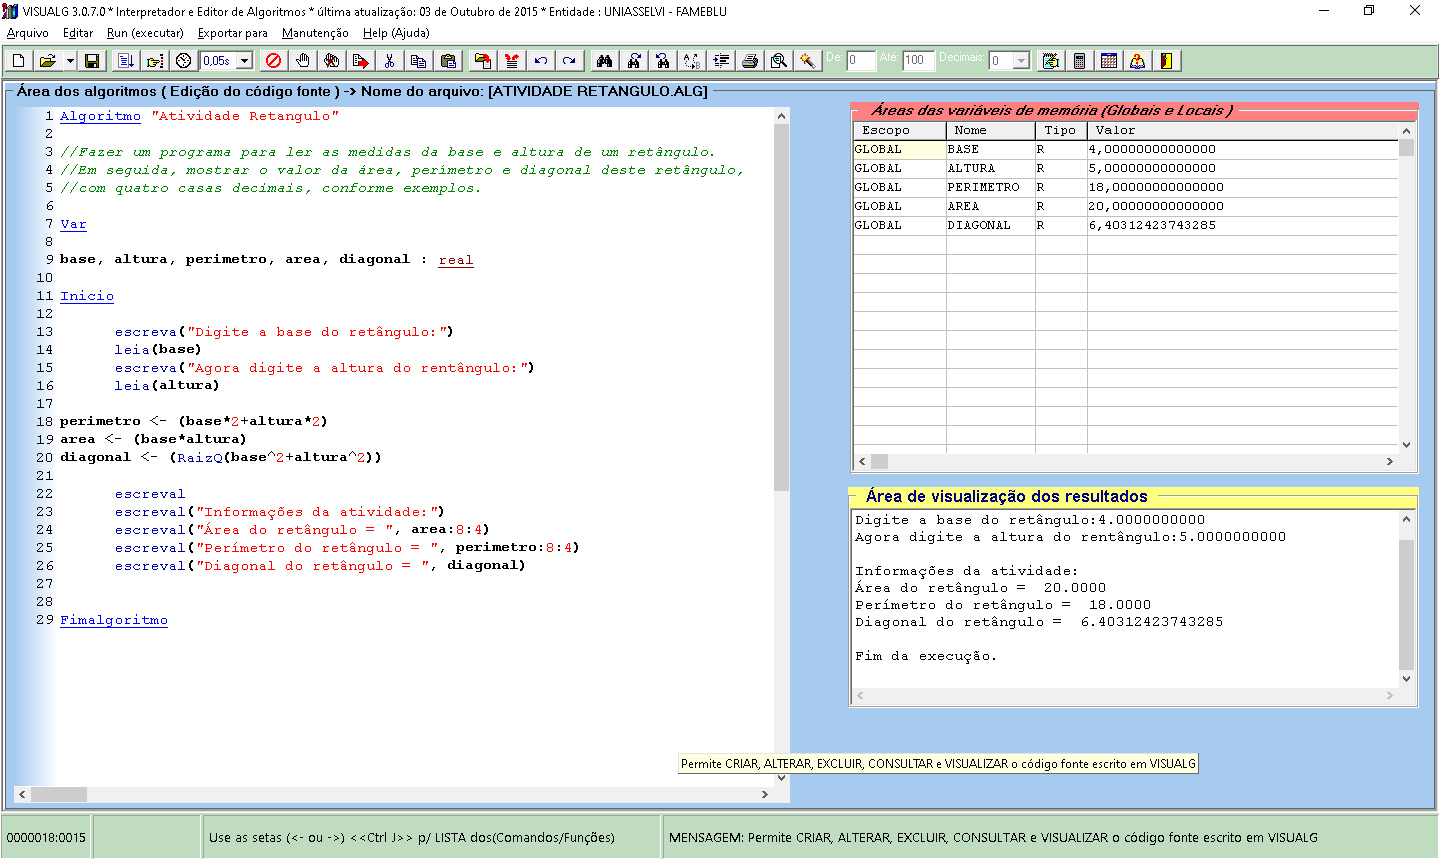 VISUALG 3.0.7.0 * Interpretador e Editor de Algoritmos * última atualização: 03 de Outubro de 2015 * Entidade : UNIASSELVI - FAMEBLU
Arquivo Editar Run (executar) Exportar para Manutenção Help (Ajuda)
0,05s De: 0 Até: 100 Decimais: 0
Área dos algoritmos ( Edição do código fonte ) -> Nome do arquivo: [ATIVIDADE RETANGULO.ALG]
1 Algoritmo "Atividade Retangulo"
2
3 //Fazer um programa para ler as medidas da base e altura de um retângulo.
4 //Em seguida, mostrar o valor da área, perímetro e diagonal deste retângulo,
5 //com quatro casas decimais, conforme exemplos.
6
7 Var
8
9 base, altura, perimetro, area, diagonal : real
10
11 Inicio
12
13 escreva("Digite a base do retângulo:")
14 leia(base)
15 escreva("Agora digite a altura do rentângulo:")
16 leia(altura)
17
18 perimetro <- (base*2+altura*2)
19 area <- (base*altura)
20 diagonal <- (RaizQ(base^2+altura^2))
21
22 escreval
23 escreval("Informações da atividade:")
24 escreval("Área do retângulo = ", area:8:4)
25 escreval("Perímetro do retângulo = ", perimetro:8:4)
26 escreval("Diagonal do retângulo = ", diagonal)
27
28
29 Fimalgoritmo
Áreas das variáveis de memória (Globais e Locais )
Escopo Nome Tipo Valor
GLOBAL BASE R 4,00000000000000
GLOBAL ALTURA R 5,00000000000000
GLOBAL PERIMETRO R 18,00000000000000
GLOBAL AREA R 20,00000000000000
GLOBAL DIAGONAL R 6,40312423743285
Área de visualização dos resultados
Digite a base do retângulo:4.0000000000
Agora digite a altura do rentângulo:5.0000000000
Informações da atividade:
Área do retângulo =  20.0000
Perímetro do retângulo =  18.0000
Diagonal do retângulo =  6.40312423743285
Fim da execução.
Permite CRIAR, ALTERAR, EXCLUIR, CONSULTAR e VISUALIZAR o código fonte escrito em VISUALG
0000018:0015 Use as setas (<- ou ->) <<Ctrl J>> p/ LISTA dos(Comandos/Funções) MENSAGEM: Permite CRIAR, ALTERAR, EXCLUIR, CONSULTAR e VISUALIZAR o código fonte escrito em VISUALG